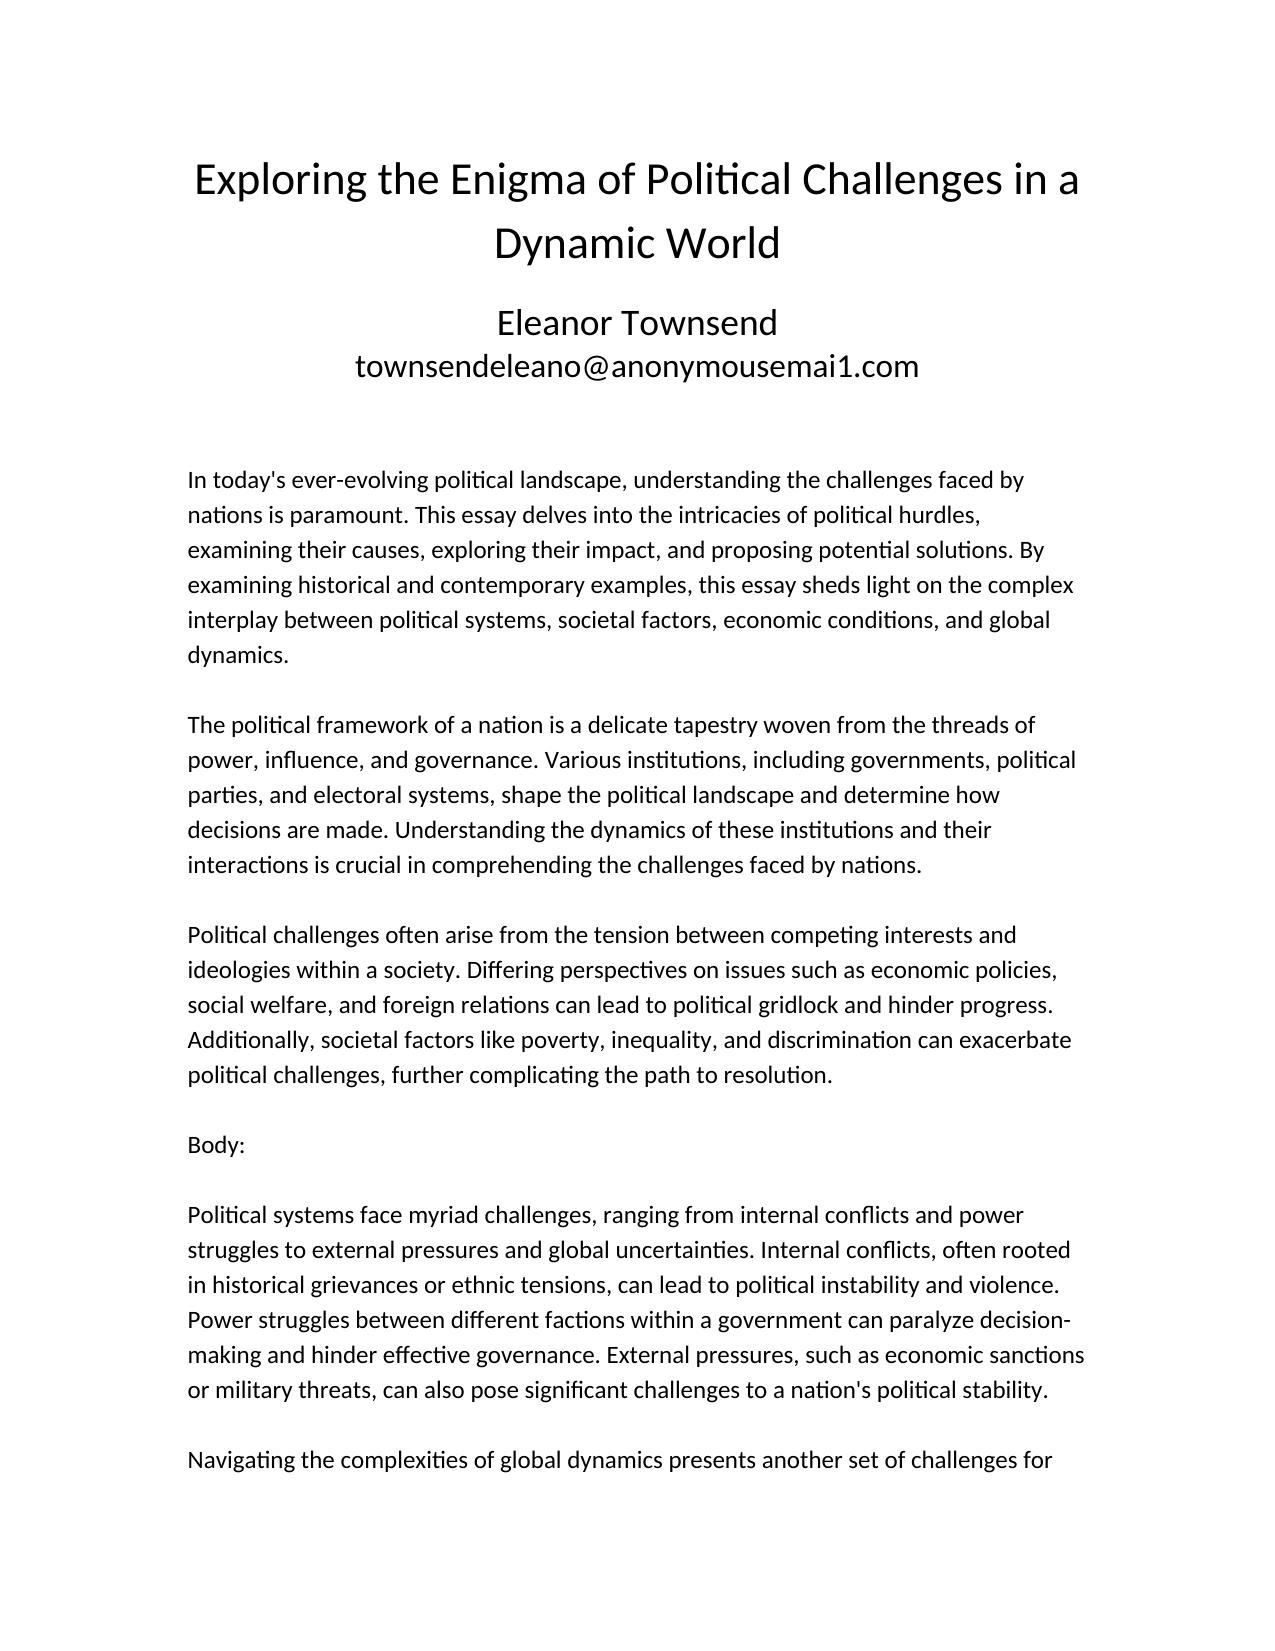 Exploring the Enigma of Political Challenges in a
Dynamic World
Eleanor Townsend
townsendeleano@anonymousemai1.com
In today's ever-evolving political landscape, understanding the challenges faced by
nations is paramount. This essay delves into the intricacies of political hurdles,
examining their causes, exploring their impact, and proposing potential solutions. By
examining historical and contemporary examples, this essay sheds light on the complex
interplay between political systems, societal factors, economic conditions, and global
dynamics.
The political framework of a nation is a delicate tapestry woven from the threads of
power, influence, and governance. Various institutions, including governments, political
parties, and electoral systems, shape the political landscape and determine how
decisions are made. Understanding the dynamics of these institutions and their
interactions is crucial in comprehending the challenges faced by nations.
Political challenges often arise from the tension between competing interests and
ideologies within a society. Differing perspectives on issues such as economic policies,
social welfare, and foreign relations can lead to political gridlock and hinder progress.
Additionally, societal factors like poverty, inequality, and discrimination can exacerbate
political challenges, further complicating the path to resolution.
Body:
Political systems face myriad challenges, ranging from internal conflicts and power
struggles to external pressures and global uncertainties. Internal conflicts, often rooted
in historical grievances or ethnic tensions, can lead to political instability and violence.
Power struggles between different factions within a government can paralyze decision-
making and hinder effective governance. External pressures, such as economic sanctions
or military threats, can also pose significant challenges to a nation's political stability.
Navigating the complexities of global dynamics presents another set of challenges for